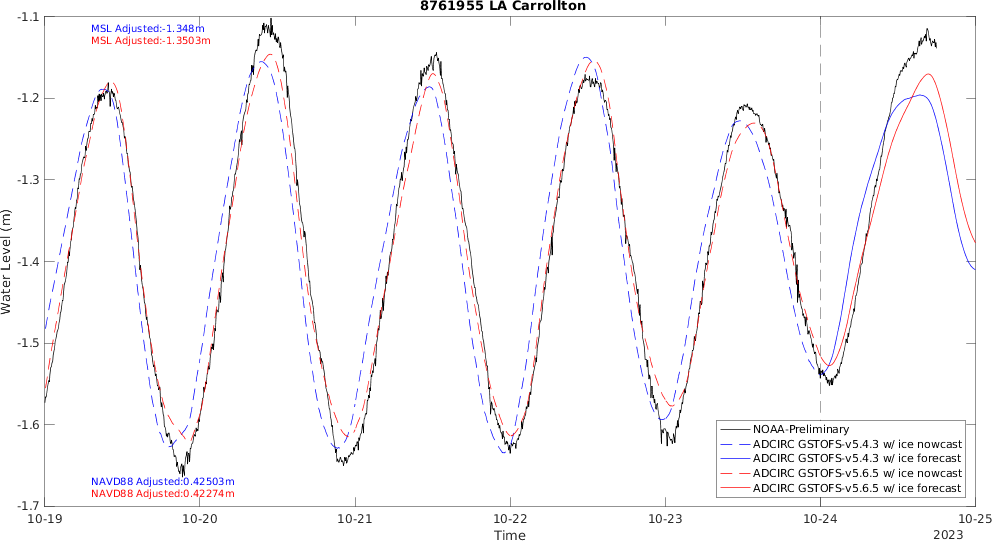 8761955 LA Carrollton
-1.1
MSL Adjusted:-1.348m
MSL Adjusted:-1.3503m
-1.2
-1.3
-1.4
-1.5
-1.6
-1.7
Water Level (m)
NAVD88 Adjusted:0.42503m
NAVD88 Adjusted:0.42274m
NOAA-Preliminary
ADCIRC GSTOFS-v5.4.3 w/ ice nowcast
ADCIRC GSTOFS-v5.4.3 w/ ice forecast
ADCIRC GSTOFS-v5.6.5 w/ ice nowcast
ADCIRC GSTOFS-v5.6.5 w/ ice forecast
10-19 10-20 10-21 10-22 10-23 10-24 10-25
Time
2023